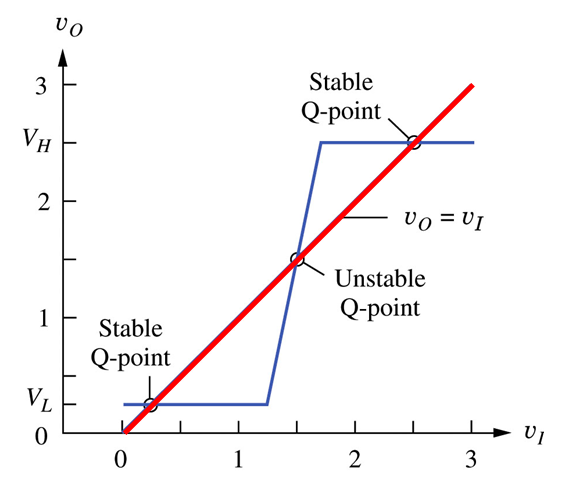 v_O
3
Stable
Q-point
V_H
2
v_O = v_I
Unstable
Q-point
1
Stable
Q-point
V_L
0
v_I
0
1
2
3